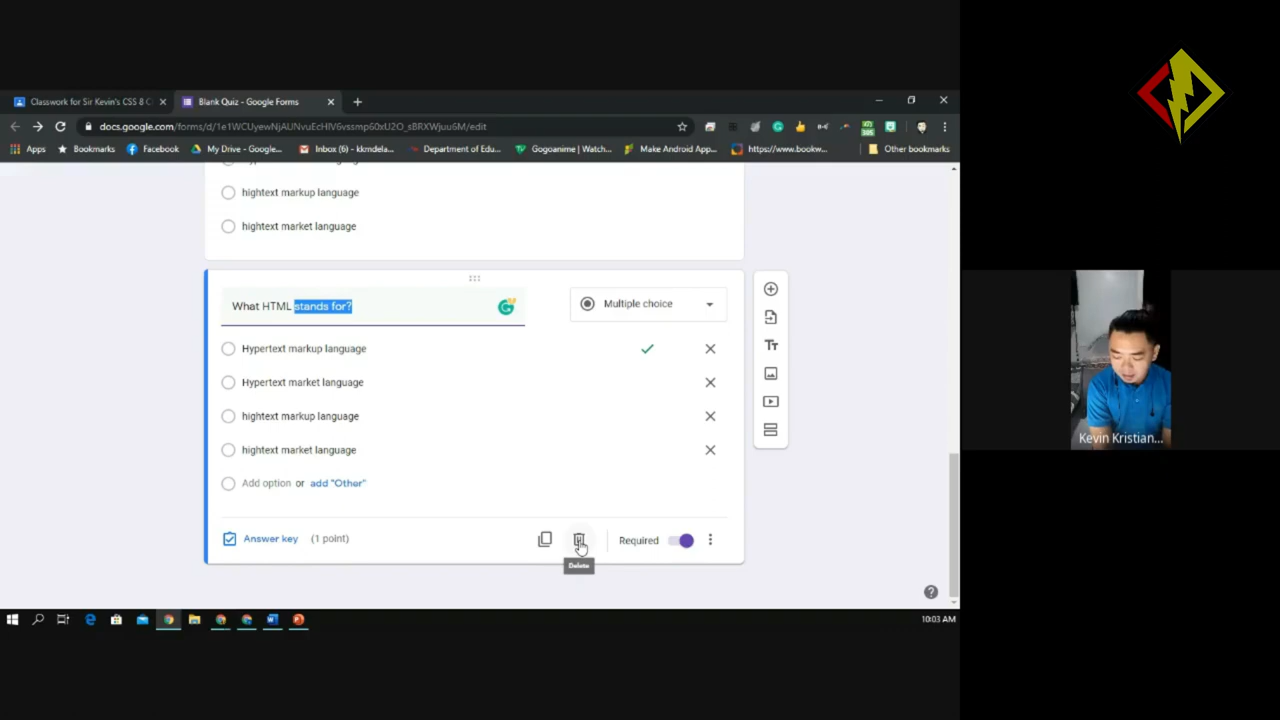 Classwork for Sir Kevin's CSS 8 C
Blank Quiz - Google Forms
docs.google.com/forms/d/1e1WCUyewNjAUNvuEcHIV6vssmp60xU2O_sBRXWjuu6M/edit
Apps
Bookmarks
Facebook
My Drive - Google...
Inbox (6) - kkmdela...
Department of Edu...
Gogoanime | Watch...
Make Android App...
https://www.bookw...
Other bookmarks
hightext markup language
hightext market language
What HTML stands for?
Multiple choice
Hypertext markup language
Hypertext market language
hightext markup language
hightext market language
Add option or add "Other"
Answer key (1 point)
Required
Delete
10:03 AM
Kevin Kristian...